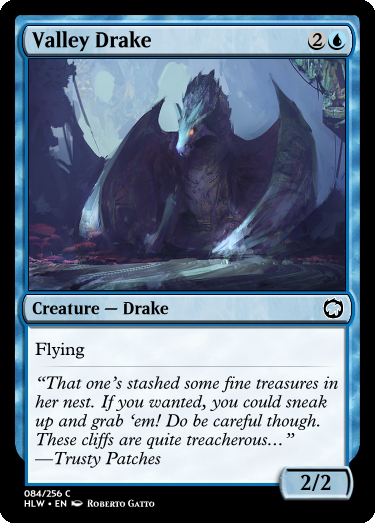 Valley Drake 2
Creature — Drake
Flying
“That one’s stashed some fine treasures in
her nest. If you wanted, you could sneak
up and grab ‘em! Do be careful though.
These cliffs are quite treacherous…”
—Trusty Patches
2/2
084/256 C
HLW • EN Roberto Gatto